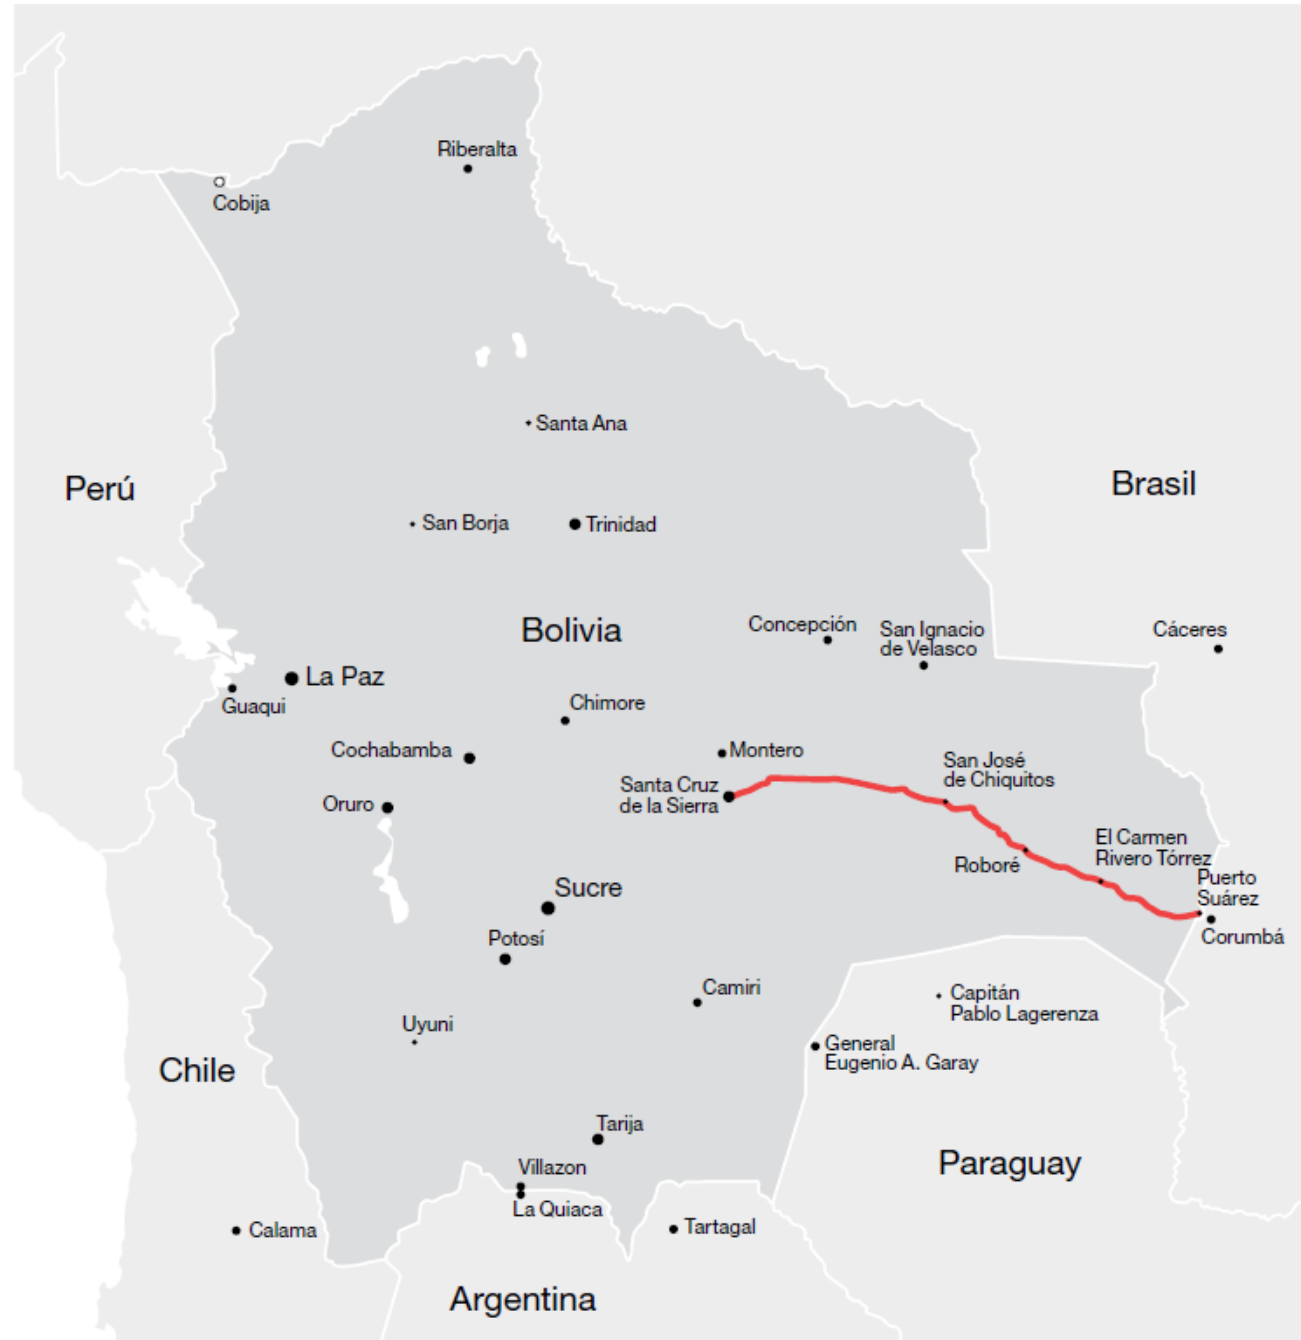 Riberalta
Cobija
Santa Ana
Perú
Brasil
San Borja
Trinidad
Bolivia
Concepción
San Ignacio
de Velasco
Cáceres
La Paz
Guaqui
Chimore
Cochabamba
Montero
San José
de Chiquitos
Santa Cruz
de la Sierra
Oruro
El Carmen
Rivero Tórrez
Roboré
Puerto
Suárez
Sucre
Corumbá
Potosí
Camiri
Capitán
Pablo Lagerenza
Uyuni
General
Eugenio A. Garay
Chile
Tarija
Paraguay
Villazon
La Quiaca
Calama
Tartagal
Argentina